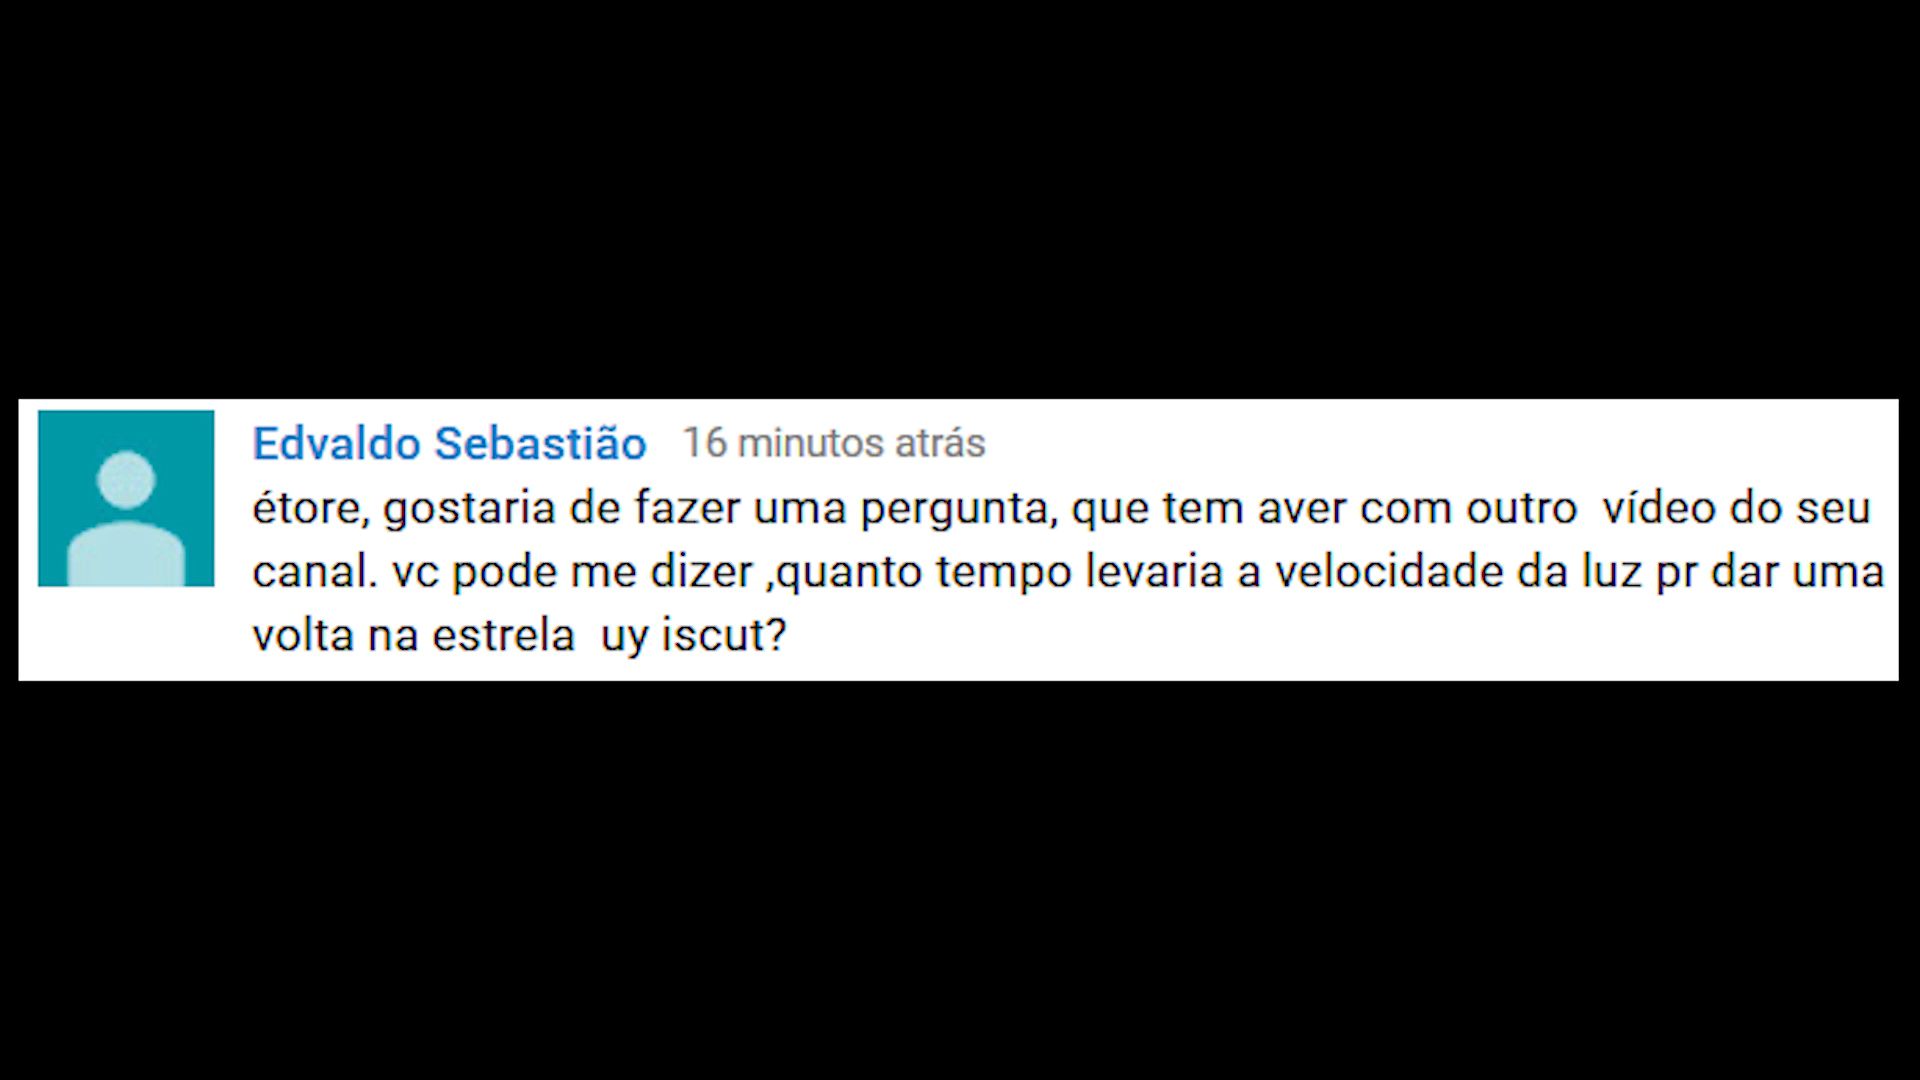 Edvaldo Sebastião 16 minutos atrás
étore, gostaria de fazer uma pergunta, que tem aver com outro  vídeo do seu
canal. vc pode me dizer ,quanto tempo levaria a velocidade da luz pr dar uma
volta na estrela  uy iscut?